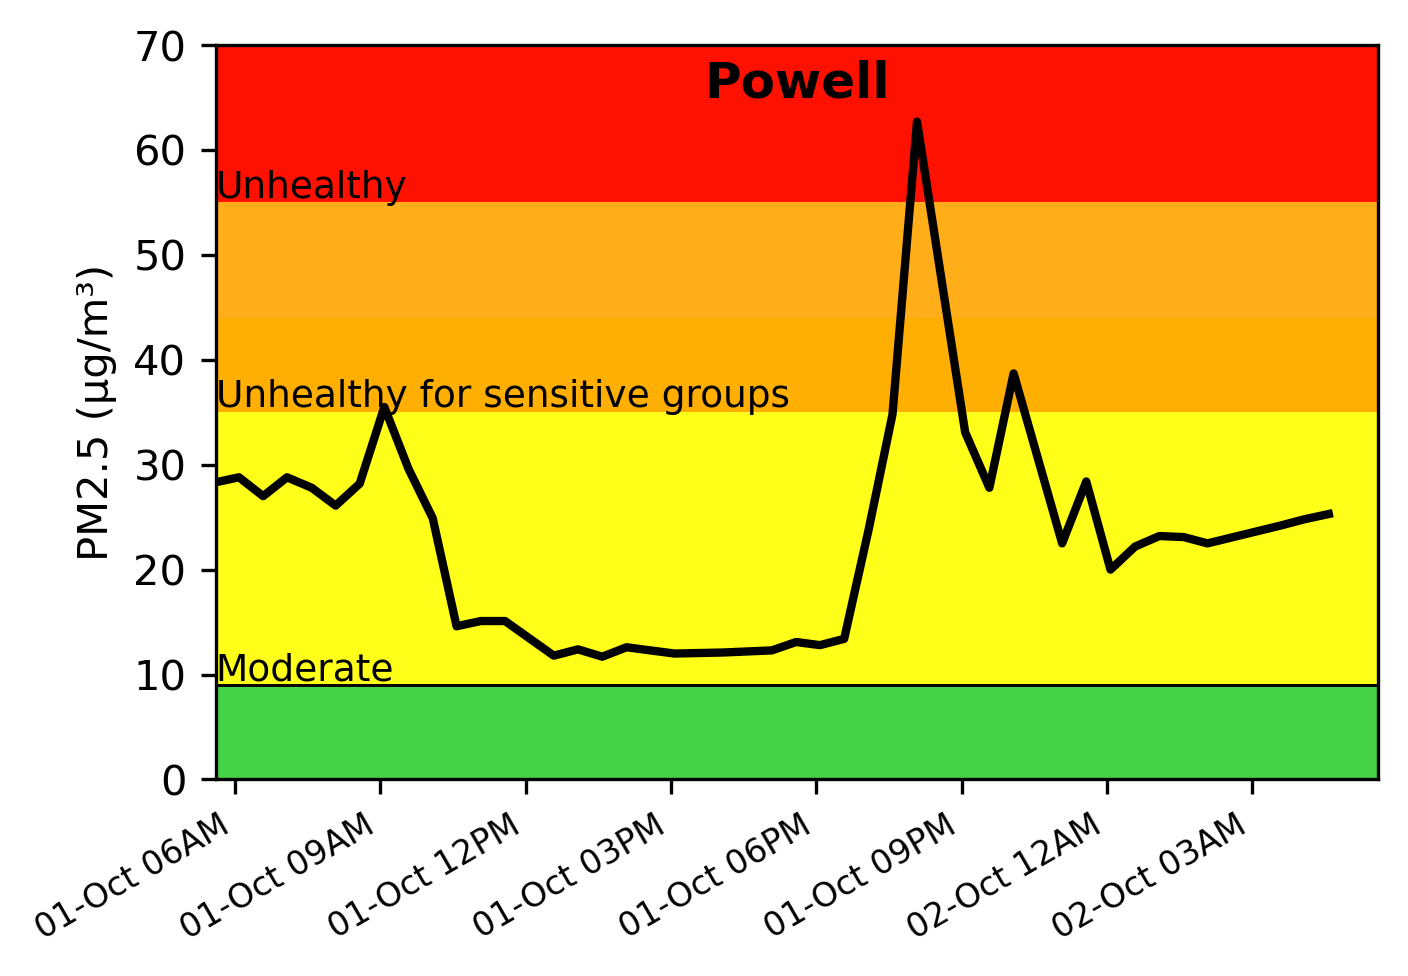 Powell
PM2.5 (µg/m³)
70
60
50
40
30
20
10
0
Unhealthy
Unhealthy for sensitive groups
Moderate
01-Oct 06AM
01-Oct 09AM
01-Oct 12PM
01-Oct 03PM
01-Oct 06PM
01-Oct 09PM
02-Oct 12AM
02-Oct 03AM